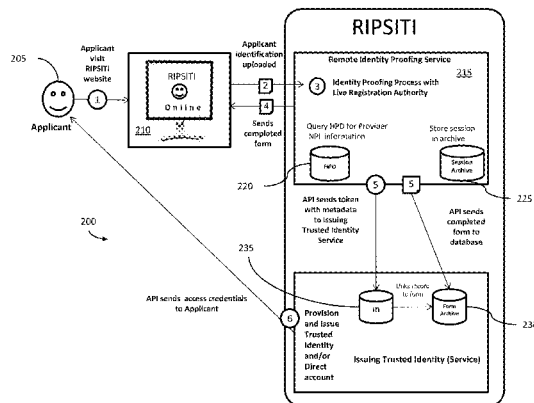 RIPSITI
205
Applicant
visit
RIPSITI
website
1
Applicant
RIPSITI
Online
210
Applicant
identification
uploaded
2
4
Sends
completed
form
Remote Identity Proofing Service
215
3
Identity Proofing Process with
Live Registration Authority
Query NPD for Provider
NPI information
Store session
in archive
220
Session
Archive
225
5
5
API sends token
with metadata to
Issuing Trusted
Identity Service
API sends
completed
form to
database
200
235
API sends access credentials
to Applicant
6
Provision
and issue
Trusted
Identity
and/or
Direct
account
ID
to form
Form
Archive
Issuing Trusted Identity (Service)